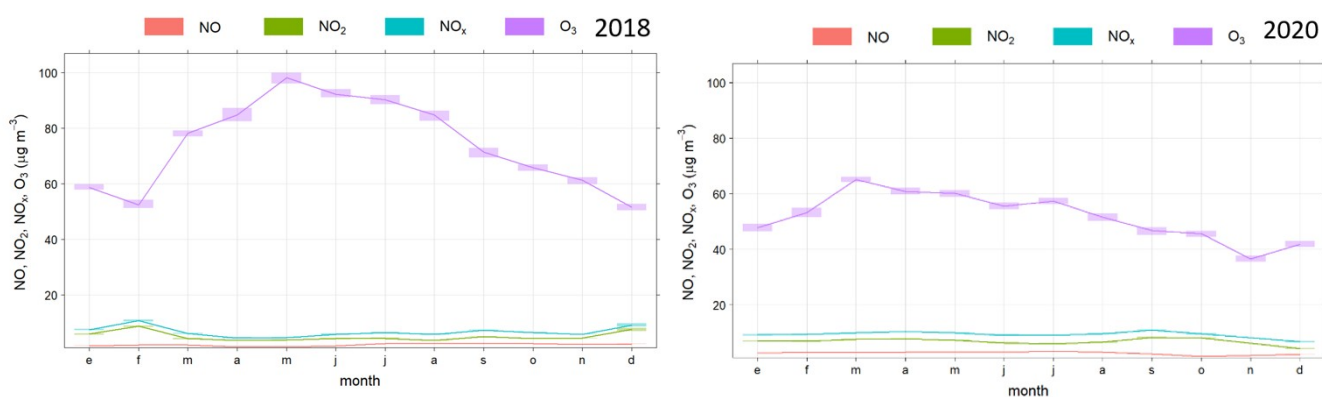 NO NO₂ NOₓ O₃ 2018
NO, NO₂, NOₓ, O₃ (μg m⁻³)
100
80
60
40
20
e f m a m j j a s o n d
month
NO NO₂ NOₓ O₃ 2020
NO, NO₂, NOₓ, O₃ (μg m⁻³)
100
80
60
40
20
e f m a m j j a s o n d
month